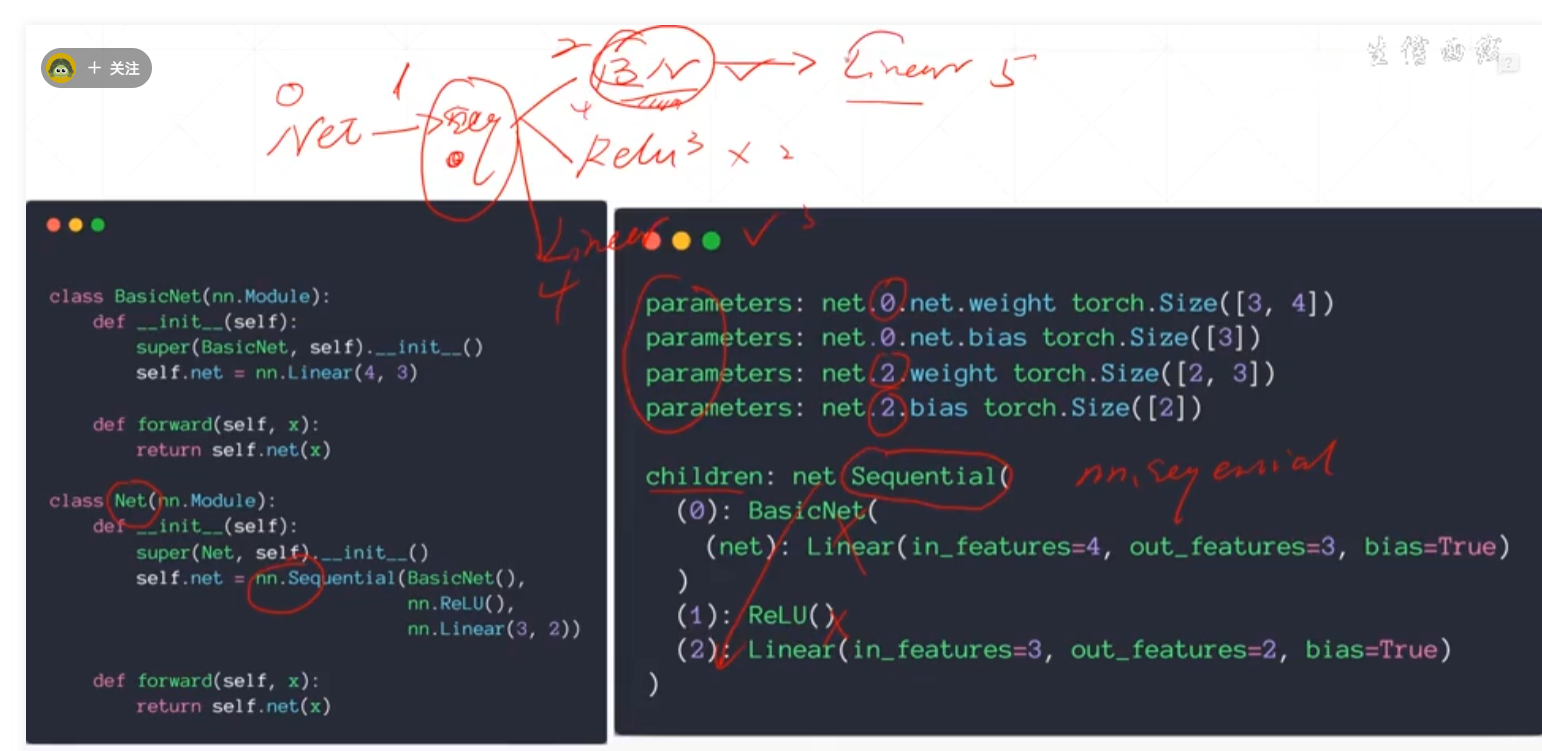 + 关注
0 1 2 BN Linear 5
Net seq 4
Relu 3 x 2
Linear 3
4
class BasicNet(nn.Module):
    def __init__(self):
        super(BasicNet, self).__init__()
        self.net = nn.Linear(4, 3)
    def forward(self, x):
        return self.net(x)
class Net(nn.Module):
    def __init__(self):
        super(Net, self).__init__()
        self.net = nn.Sequential(BasicNet(),
                                 nn.ReLU(),
                                 nn.Linear(3, 2))
    def forward(self, x):
        return self.net(x)
parameters: net.0.net.weight torch.Size([3, 4])
parameters: net.0.net.bias torch.Size([3])
parameters: net.2.weight torch.Size([2, 3])
parameters: net.2.bias torch.Size([2])
children: net Sequential(
  (0): BasicNet(
    (net): Linear(in_features=4, out_features=3, bias=True)
  )
  (1): ReLU()
  (2): Linear(in_features=3, out_features=2, bias=True)
)